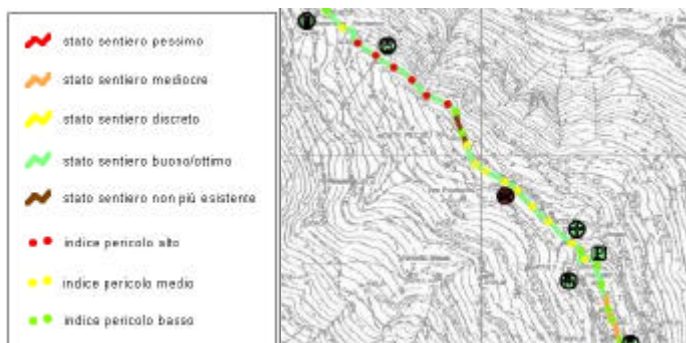 stato sentiero pessimo
stato sentiero mediocre
stato sentiero discreto
stato sentiero buono/ottimo
stato sentiero non più esistente
indice pericolo alto
indice pericolo medio
indice pericolo basso
P